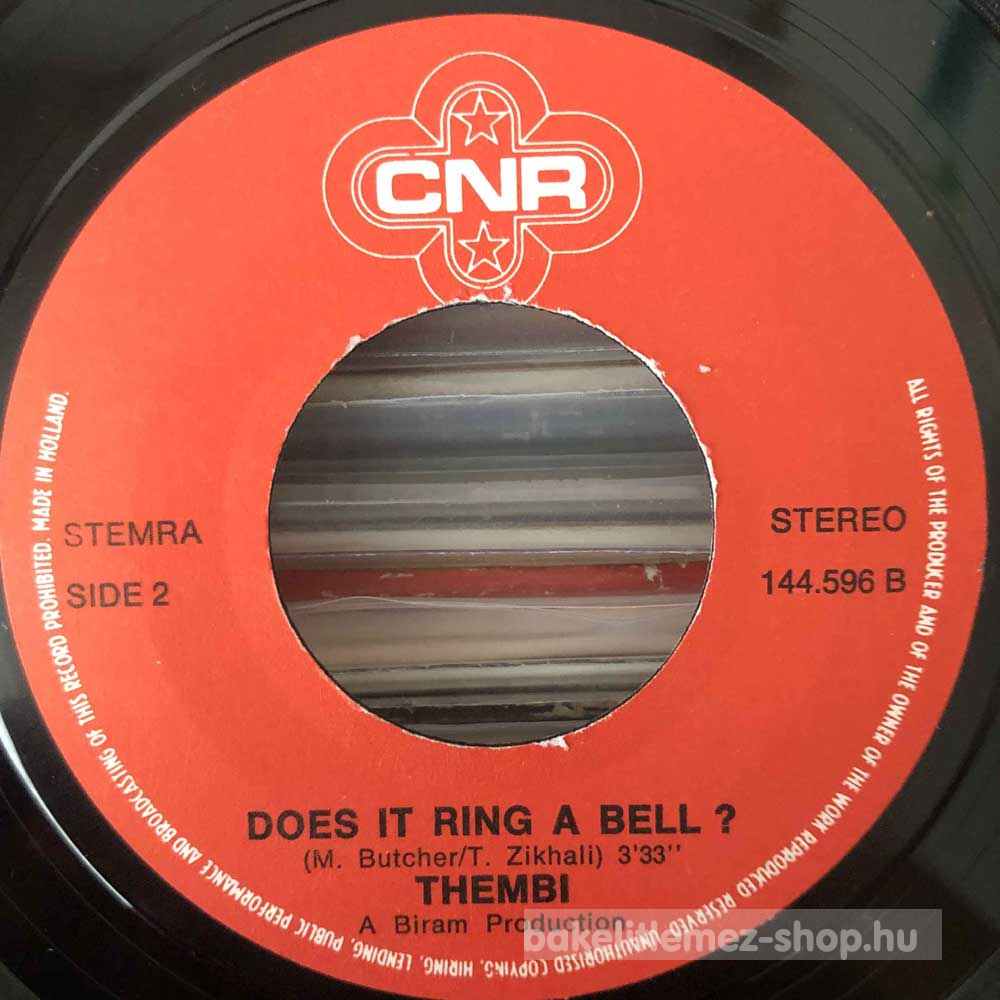 CNR
STEMRA
SIDE 2
STEREO
144.596 B
DOES IT RING A BELL ?
(M. Butcher/T. Zikhali) 3'33''
THEMBI
A Biram Production
ALL RIGHTS OF THE PRODUCER AND OF THE OWNER OF THE WORK REPRODUCED RESERVED. UNAUTHORISED COPYING, HIRING, LENDING, PUBLIC PERFORMANCE AND BROADCASTING OF THIS RECORD PROHIBITED. MADE IN HOLLAND.
bakelitlemez-shop.hu